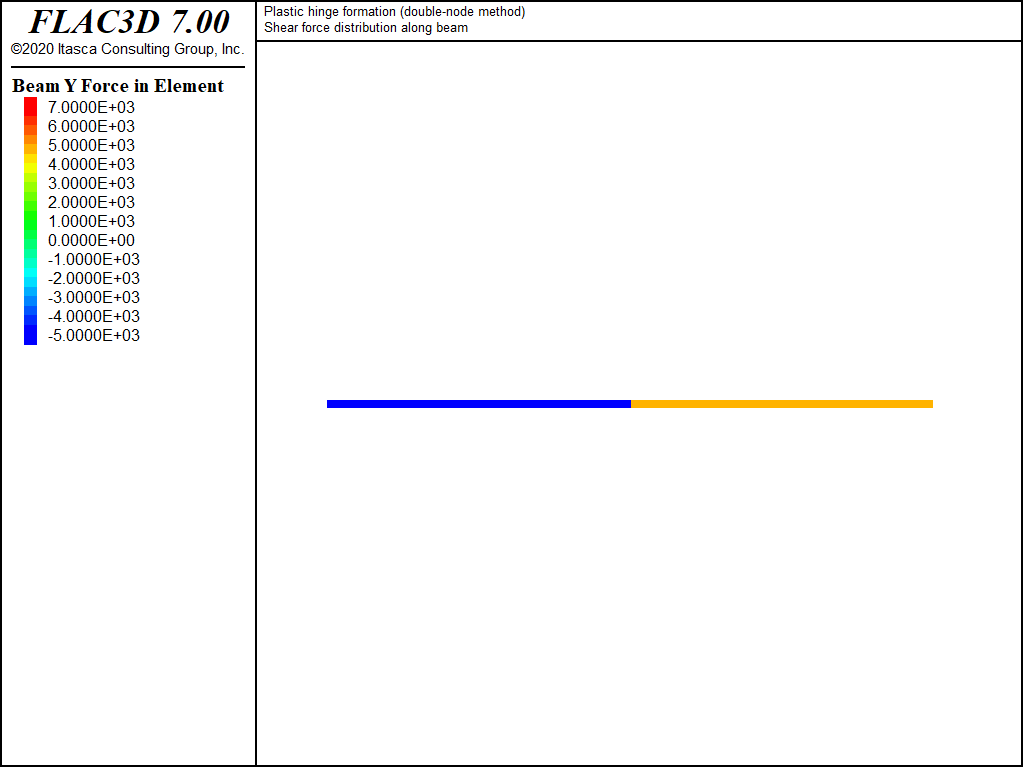 FLAC3D 7.00
©2020 Itasca Consulting Group, Inc.
Plastic hinge formation (double-node method)
Shear force distribution along beam
Beam Y Force in Element
7.0000E+03
6.0000E+03
5.0000E+03
4.0000E+03
3.0000E+03
2.0000E+03
1.0000E+03
0.0000E+00
-1.0000E+03
-2.0000E+03
-3.0000E+03
-4.0000E+03
-5.0000E+03